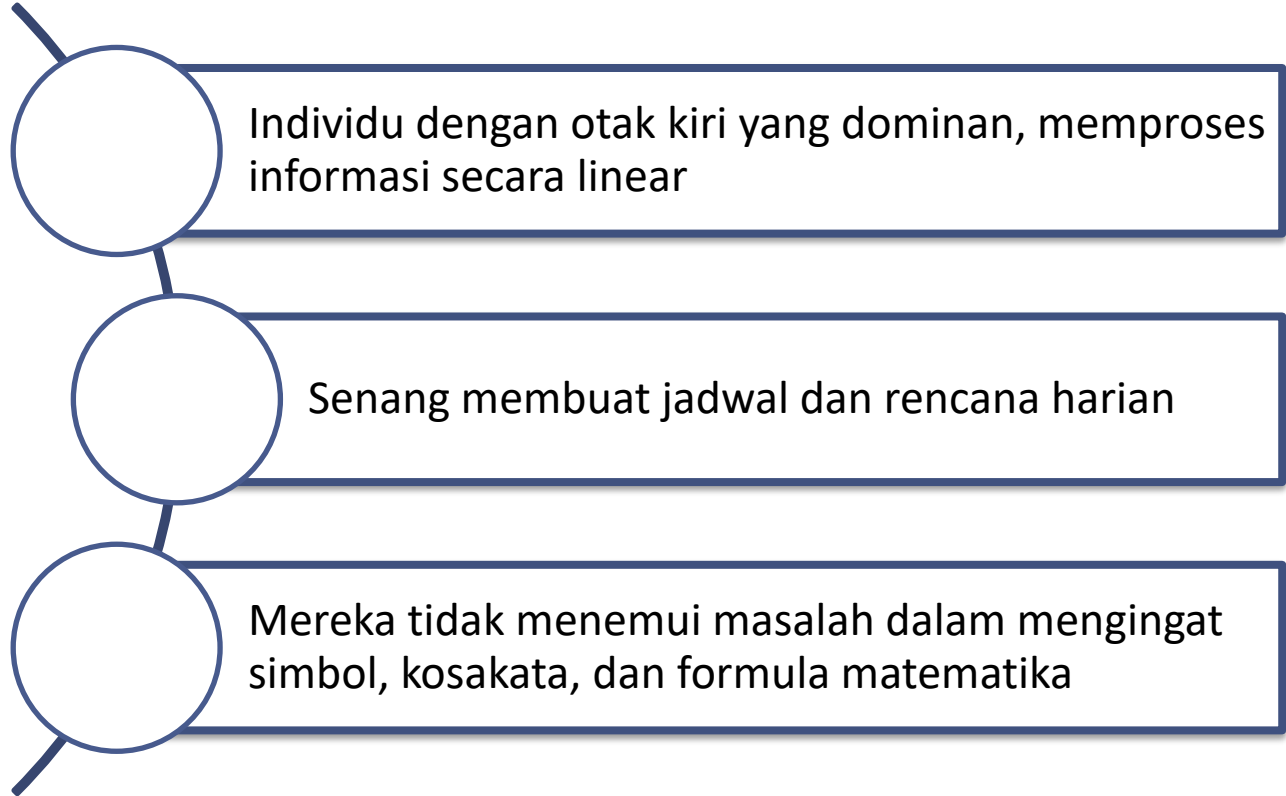 Individu dengan otak kiri yang dominan, memproses
informasi secara linear
Senang membuat jadwal dan rencana harian
Mereka tidak menemui masalah dalam mengingat
simbol, kosakata, dan formula matematika